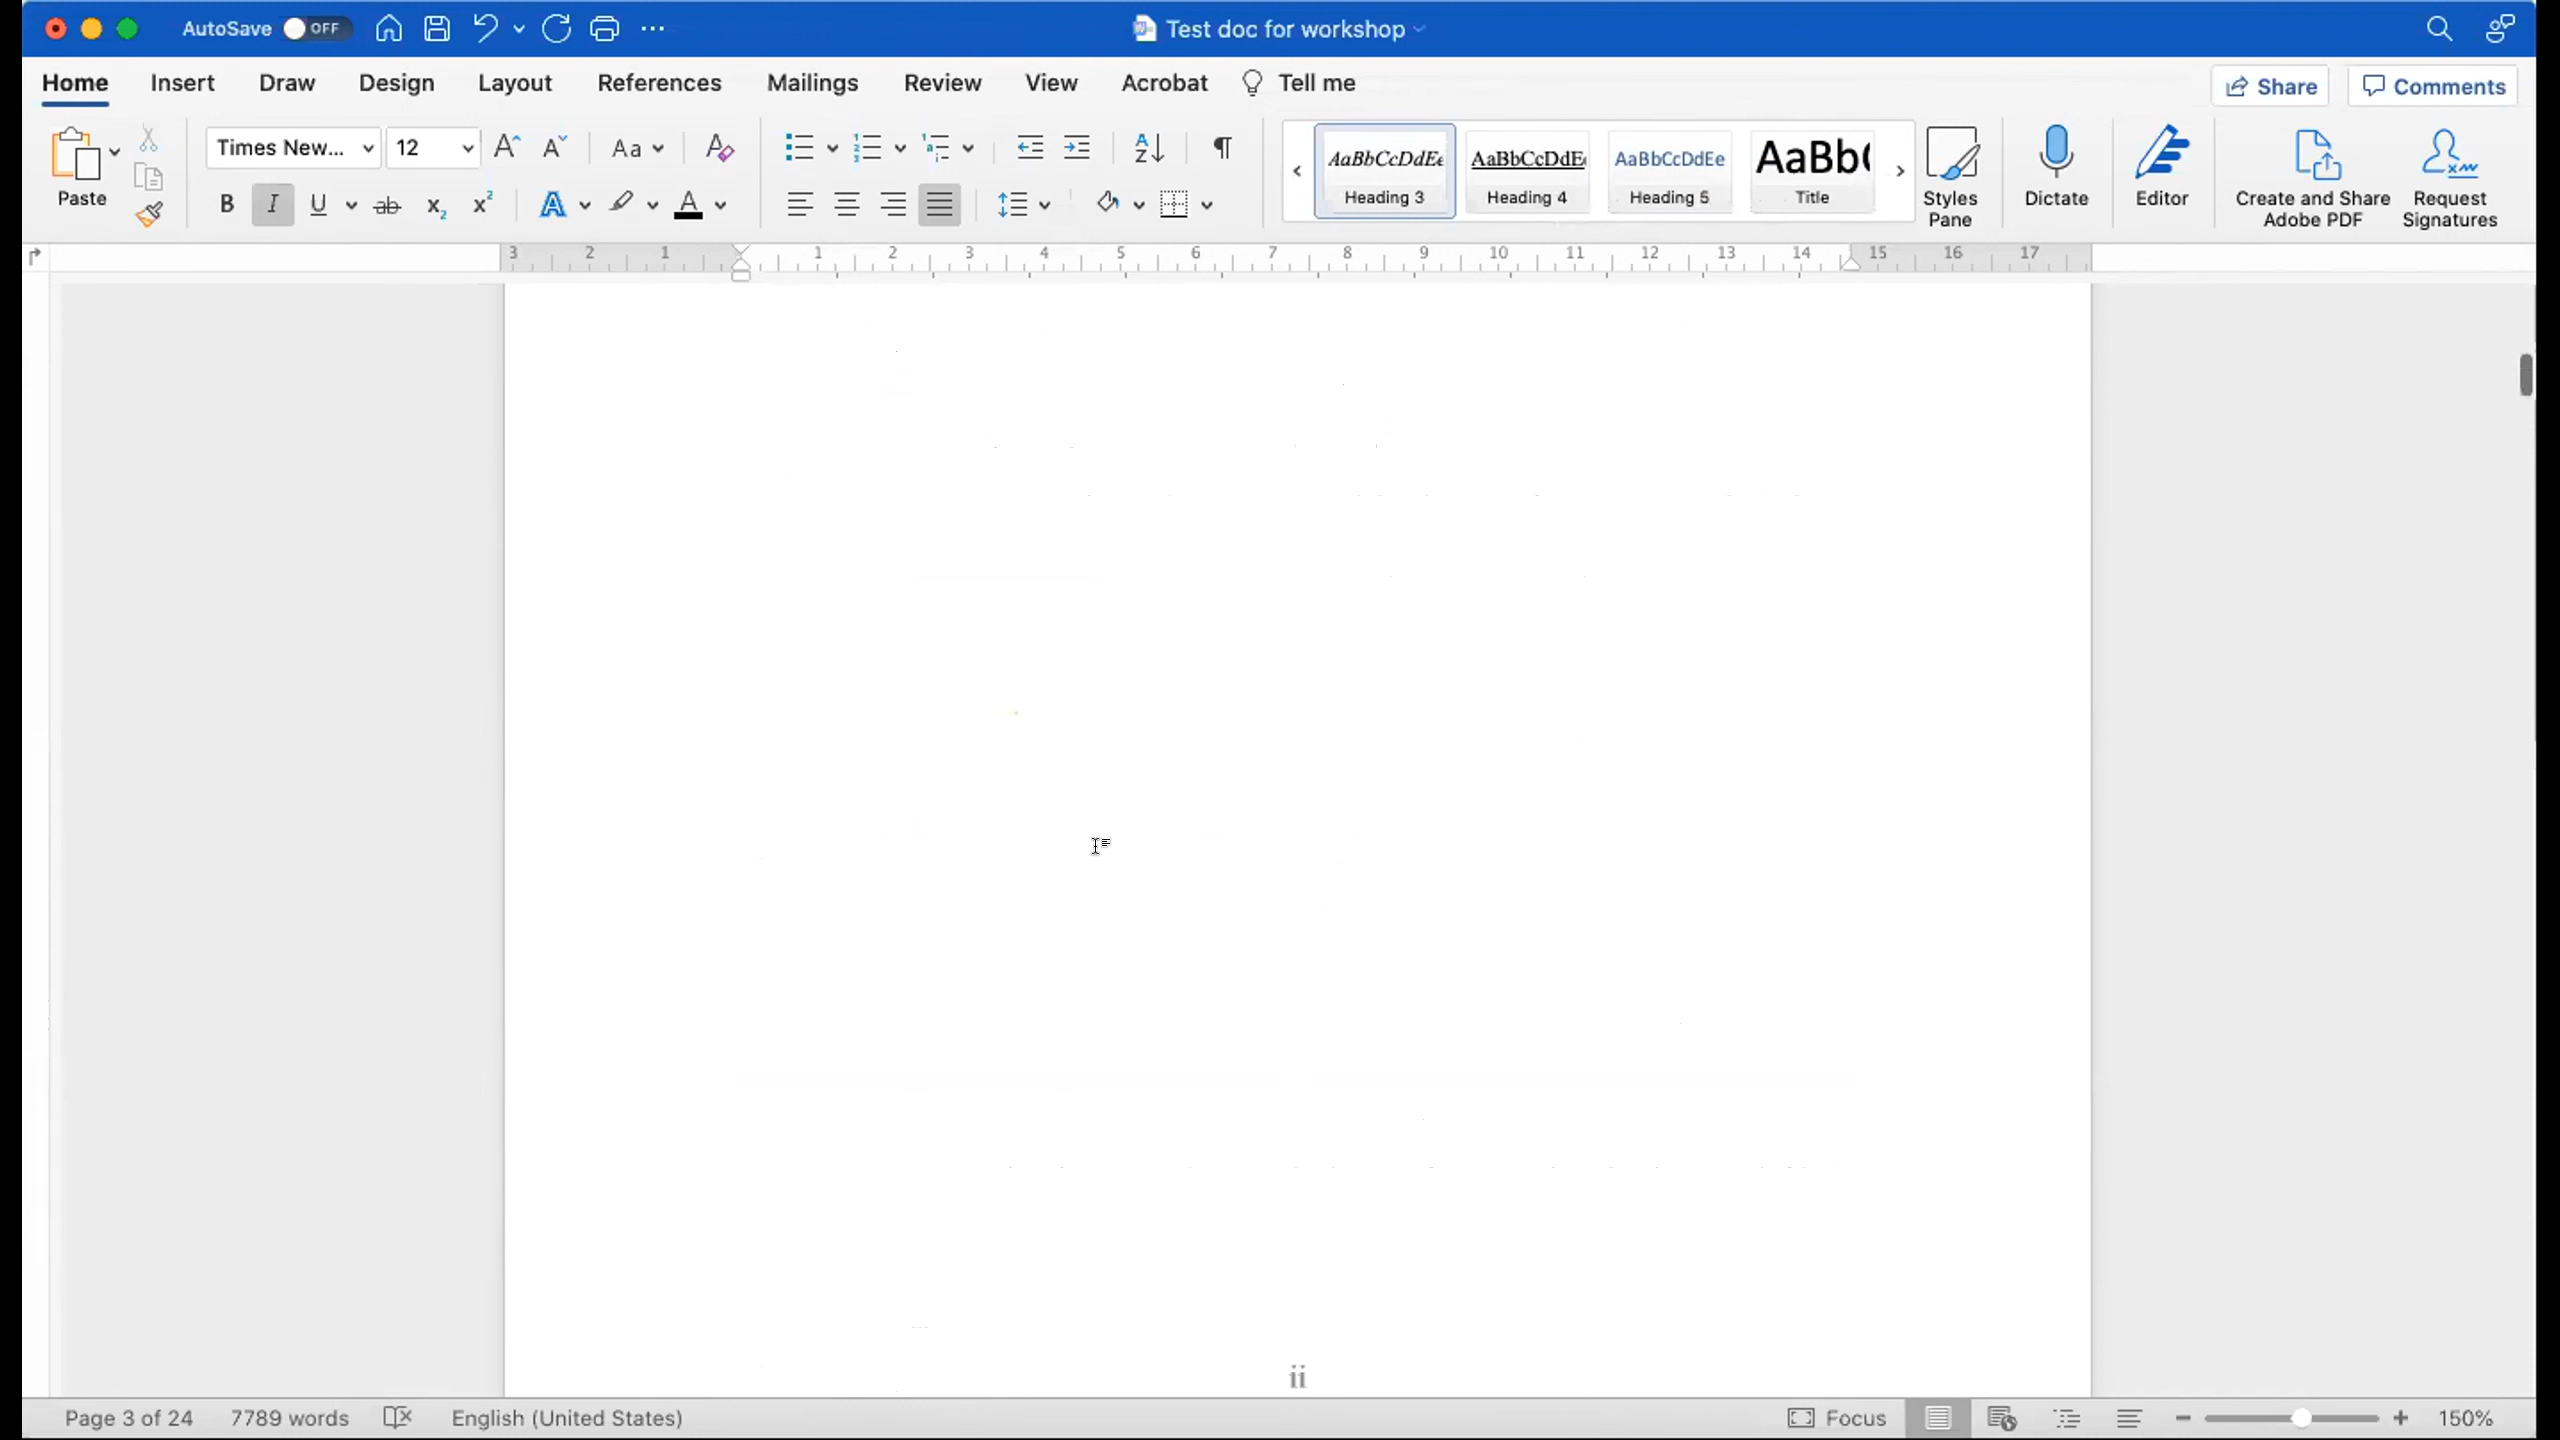 AutoSave OFF Test doc for workshop
Home Insert Draw Design Layout References Mailings Review View Acrobat Tell me Share Comments
Paste Times New... 12 Aa AaBbCcDdEe AaBbCcDdE AaBbCcDdEe AaBb(
Heading 3 Heading 4 Heading 5 Title
Styles Pane Dictate Editor Create and Share Adobe PDF Request Signatures
B I U ab x2 x2 A A
3 2 1 1 2 3 4 5 6 7 8 9 10 11 12 13 14 15 16 17
ii
Page 3 of 24 7789 words English (United States) Focus 150%